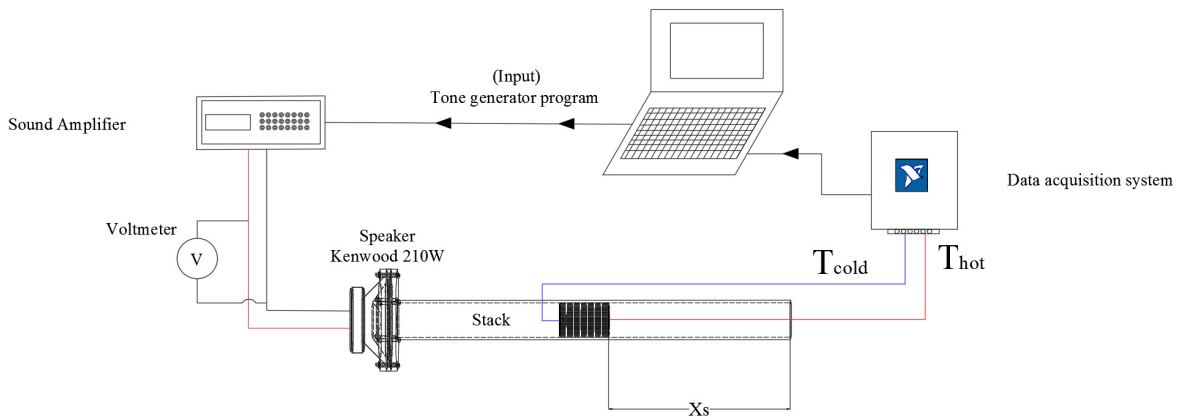 (Input)
Tone generator program
Sound Amplifier
Data acquisition system
Voltmeter
V
Speaker
Kenwood 210W
Tcold
Thot
Stack
Xs